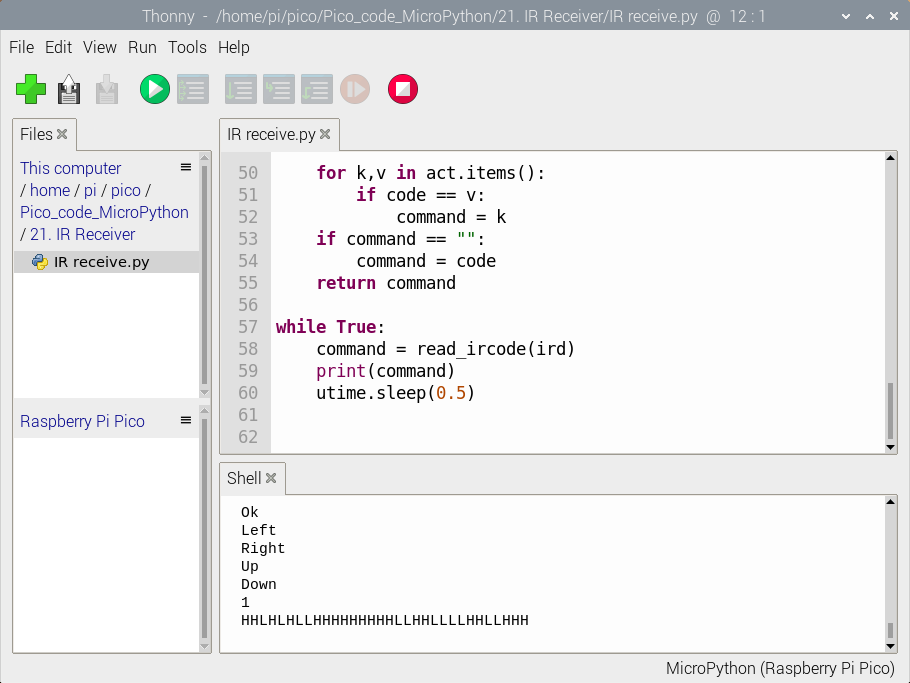 Thonny - /home/pi/pico/Pico_code_MicroPython/21. IR Receiver/IR receive.py @ 12 : 1
File Edit View Run Tools Help
Files
This computer
/ home / pi / pico /
Pico_code_MicroPython
/ 21. IR Receiver
IR receive.py
Raspberry Pi Pico
IR receive.py
50     for k,v in act.items():
51         if code == v:
52             command = k
53     if command == "":
54         command = code
55     return command
56
57 while True:
58     command = read_ircode(ird)
59     print(command)
60     utime.sleep(0.5)
61
62
Shell
Ok
Left
Right
Up
Down
1
HHLHLHLLHHHHHHHHHLLHHLLLLHHLLHHH
MicroPython (Raspberry Pi Pico)